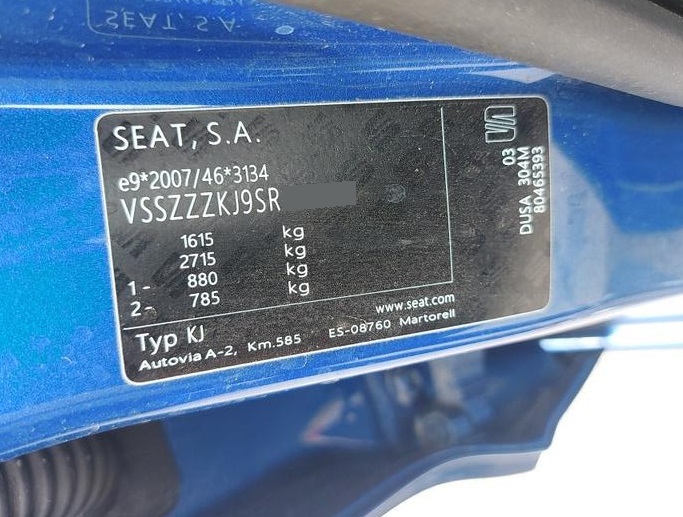 SEAT, S.A.
e9*2007/46*3134
VSSZZZKJ9SR
1615 kg
2715 kg
1- 880 kg
2- 785 kg
www.seat.com
Typ KJ
Autovia A-2, Km.585 ES-08760 Martorell
03
DUSA 304M
80465393